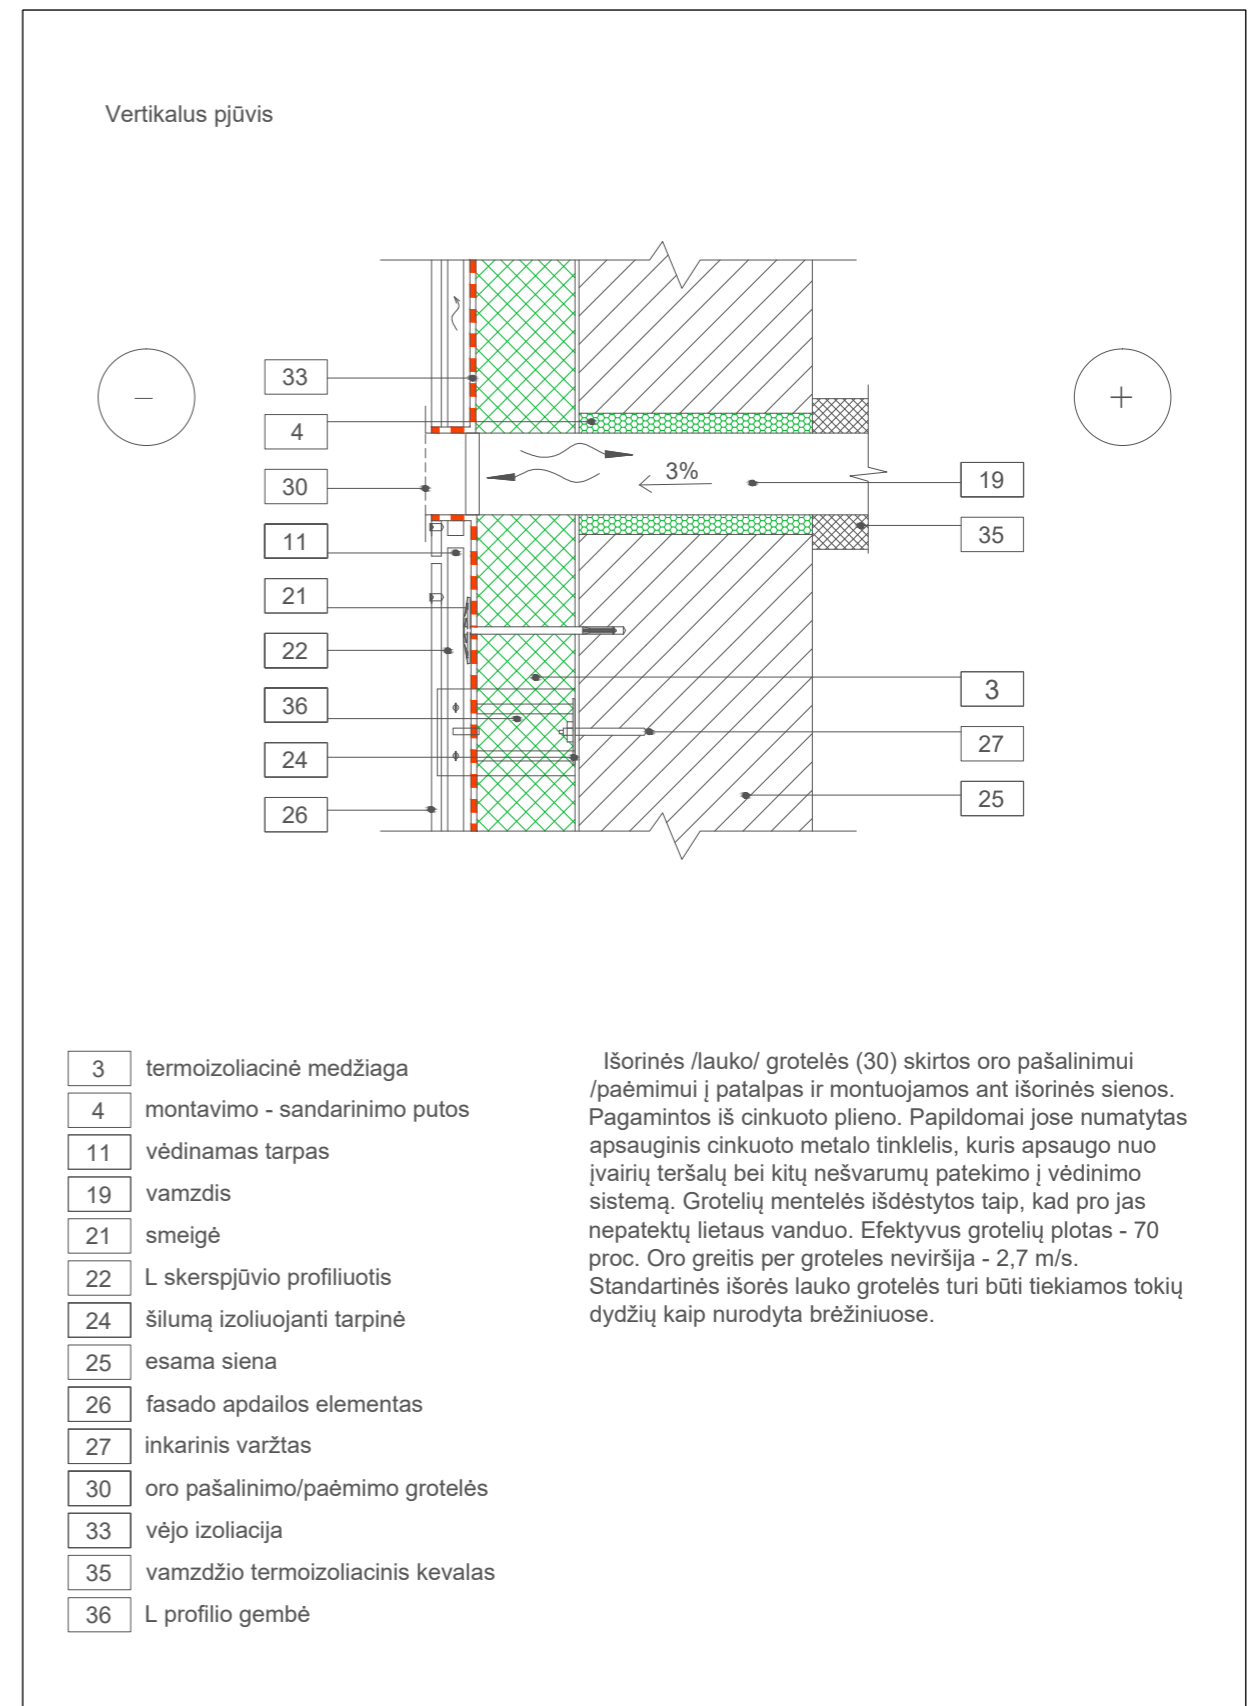 Vertikalus pjūvis
33
4
30
11
21
22
36
24
26
–
+
3%
19
35
3
27
25
3 termoizoliacinė medžiaga
4 montavimo - sandarinimo putos
11 vėdinamas tarpas
19 vamzdis
21 smeigė
22 L skerspjūvio profiliuotis
24 šilumą izoliuojanti tarpinė
25 esama siena
26 fasado apdailos elementas
27 inkarinis varžtas
30 oro pašalinimo/paėmimo grotelės
33 vėjo izoliacija
35 vamzdžio termoizoliacinis kevalas
36 L profilio gembė
Išorinės /lauko/ grotelės (30) skirtos oro pašalinimui
/paėmimui į patalpas ir montuojamos ant išorinės sienos.
Pagamintos iš cinkuoto plieno. Papildomai jose numatytas
apsauginis cinkuoto metalo tinklelis, kuris apsaugo nuo
įvairių teršalų bei kitų nešvarumų patekimo į vėdinimo
sistemą. Grotelių mentelės išdėstytos taip, kad pro jas
nepatektų lietaus vanduo. Efektyvus grotelių plotas - 70
proc. Oro greitis per groteles neviršija - 2,7 m/s.
Standartinės išorės lauko grotelės turi būti tiekiamos tokių
dydžių kaip nurodyta brėžiniuose.